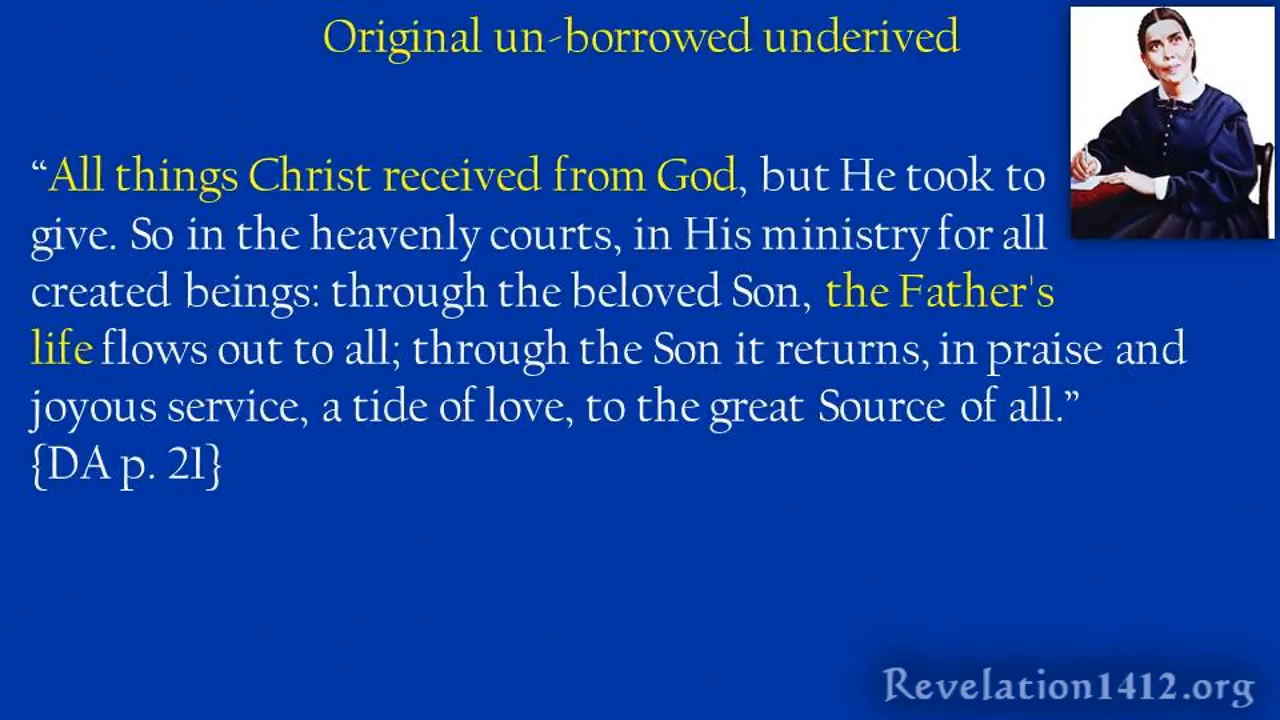 Original un-borrowed underived
“All things Christ received from God, but He took to
give. So in the heavenly courts, in His ministry for all
created beings: through the beloved Son, the Father's
life flows out to all; through the Son it returns, in praise and
joyous service, a tide of love, to the great Source of all.”
{DA p. 21}
Revelation1412.org